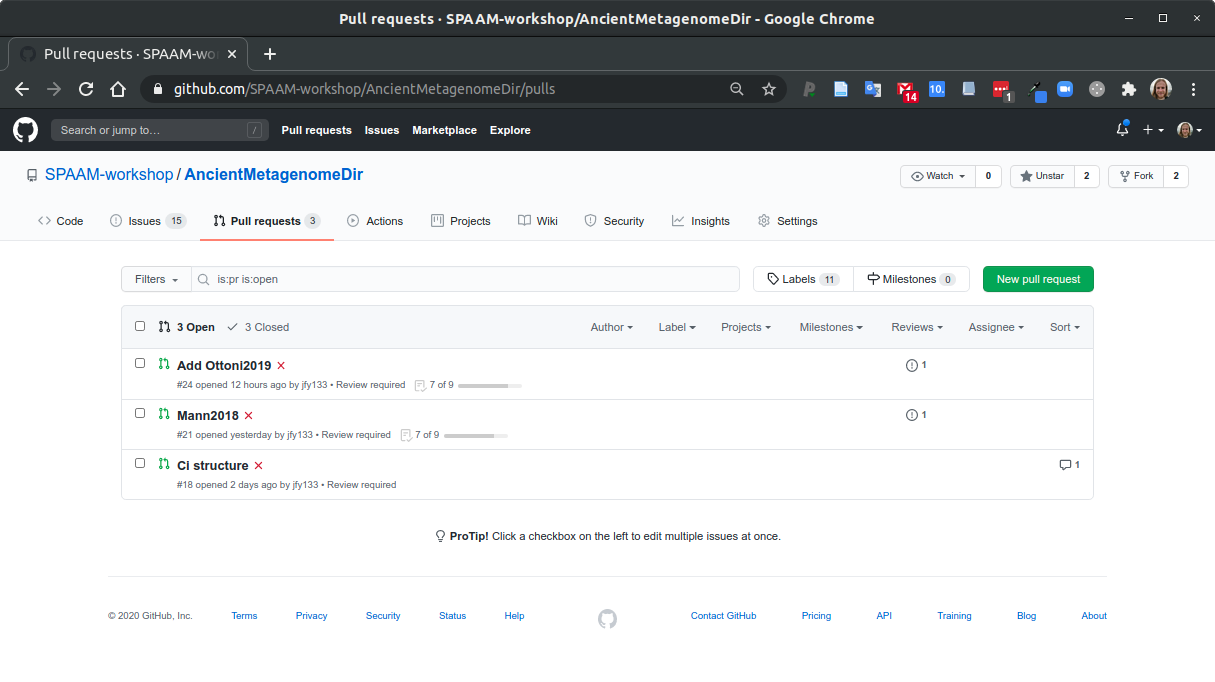 Pull requests · SPAAM-workshop/AncientMetagenomeDir - Google Chrome
Pull requests · SPAAM-wo
github.com/SPAAM-workshop/AncientMetagenomeDir/pulls
14
10.
1
Search or jump to… /
Pull requests Issues Marketplace Explore
SPAAM-workshop / AncientMetagenomeDir
Watch 0 Unstar 2 Fork 2
Code Issues 15 Pull requests 3 Actions Projects Wiki Security Insights Settings
Filters is:pr is:open Labels 11 Milestones 0 New pull request
3 Open 3 Closed Author Label Projects Milestones Reviews Assignee Sort
Add Ottoni2019 1
#24 opened 12 hours ago by jfy133 • Review required 7 of 9
Mann2018 1
#21 opened yesterday by jfy133 • Review required 7 of 9
CI structure 1
#18 opened 2 days ago by jfy133 • Review required
ProTip! Click a checkbox on the left to edit multiple issues at once.
© 2020 GitHub, Inc. Terms Privacy Security Status Help Contact GitHub Pricing API Training Blog About